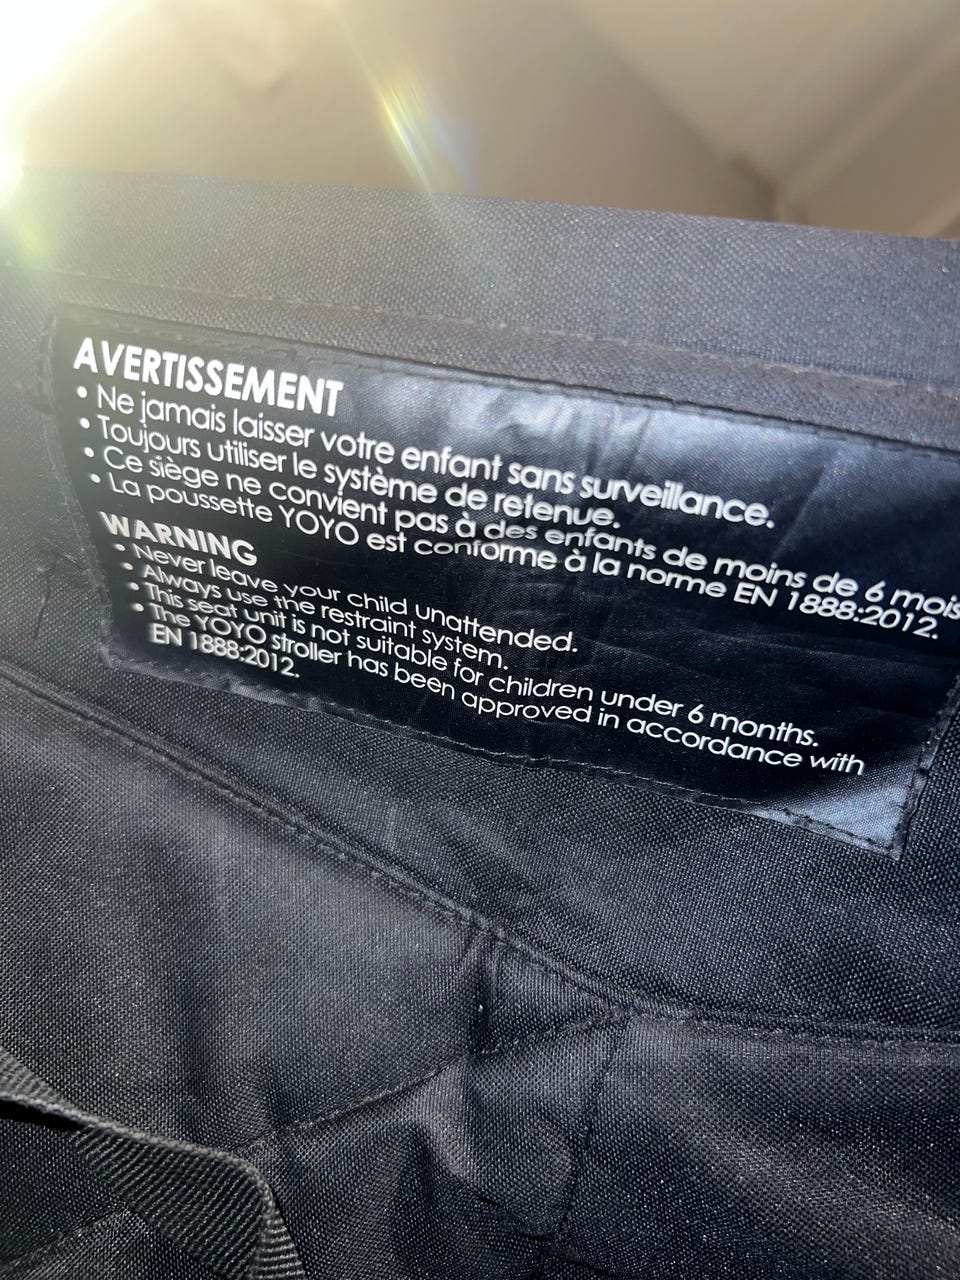 AVERTISSEMENT
• Ne jamais laisser votre enfant sans surveillance.
• Toujours utiliser le système de retenue.
• Ce siège ne convient pas à des enfants de moins de 6 mois
• La poussette YOYO est conforme à la norme EN 1888:2012.
WARNING
• Never leave your child unattended.
• Always use the restraint system.
• This seat unit is not suitable for children under 6 months.
• The YOYO stroller has been approved in accordance with
EN 1888:2012.